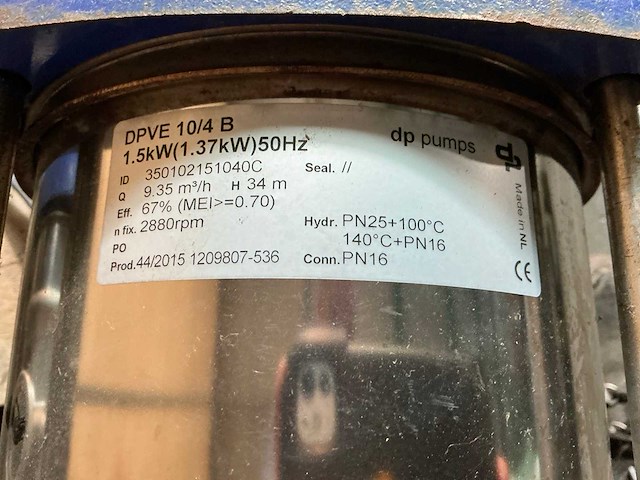 DPVE 10/4 B
1.5kW(1.37kW)50Hz
dp pumps
dp
ID 350102151040C
Seal. //
Q 9.35 m³/h H 34 m
Eff. 67% (MEI>=0.70)
n fix. 2880rpm
Hydr. PN25+100°C
140°C+PN16
PO
Prod. 44/2015 1209807-536
Conn. PN16
Made in NL
CE